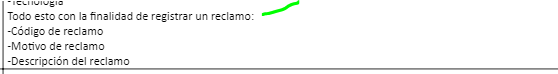 -Tecnología
Todo esto con la finalidad de registrar un reclamo:
-Código de reclamo
-Motivo de reclamo
-Descripción del reclamo